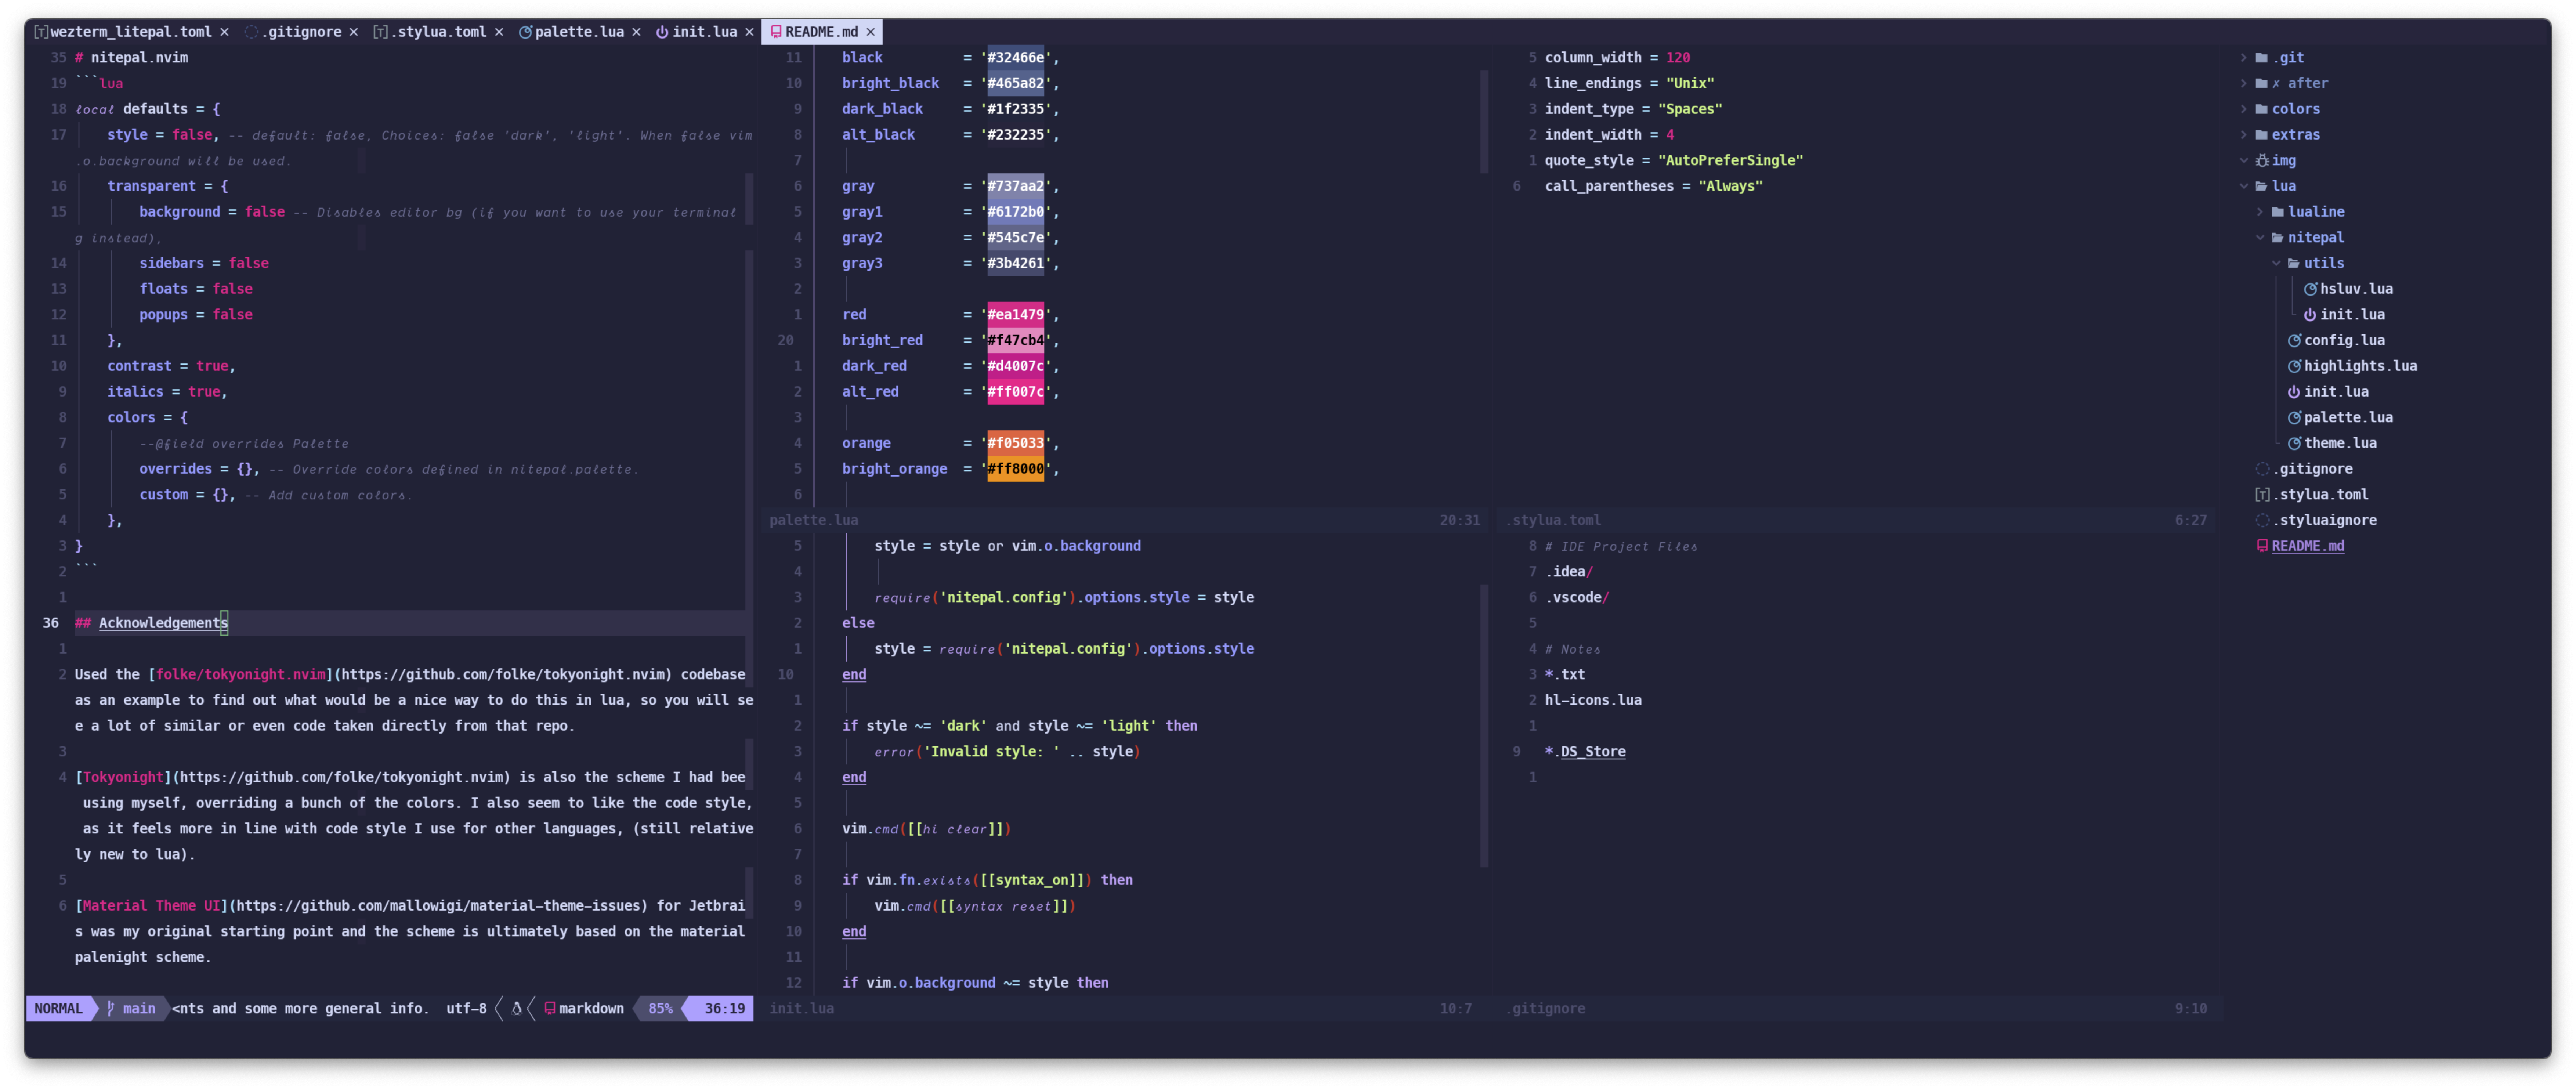 wezterm_litepal.toml × .gitignore × [T] .stylua.toml × palette.lua × init.lua × README.md ×
35 # nitepal.nvim
19 ```lua
18 local defaults = {
17 style = false, -- default: false, Choices: false 'dark', 'light'. When false vim
.o.background will be used.
16 transparent = {
15 background = false -- Disables editor bg (if you want to use your terminal
g instead),
14 sidebars = false
13 floats = false
12 popups = false
11 },
10 contrast = true,
9 italics = true,
8 colors = {
7 --@field overrides Palette
6 overrides = {}, -- Override colors defined in nitepal.palette.
5 custom = {}, -- Add custom colors.
4 },
3 }
2 ```
1
36 ## Acknowledgements
1
2 Used the [folke/tokyonight.nvim](https://github.com/folke/tokyonight.nvim) codebase
as an example to find out what would be a nice way to do this in lua, so you will se
e a lot of similar or even code taken directly from that repo.
3
4 [Tokyonight](https://github.com/folke/tokyonight.nvim) is also the scheme I had bee
using myself, overriding a bunch of the colors. I also seem to like the code style,
as it feels more in line with code style I use for other languages, (still relative
ly new to lua).
5
6 [Material Theme UI](https://github.com/mallowigi/material-theme-issues) for Jetbrai
s was my original starting point and the scheme is ultimately based on the material
palenight scheme.
NORMAL main <nts and some more general info. utf-8 markdown 85% 36:19
11 black = '#32466e',
10 bright_black = '#465a82',
9 dark_black = '#1f2335',
8 alt_black = '#232235',
7
6 gray = '#737aa2',
5 gray1 = '#6172b0',
4 gray2 = '#545c7e',
3 gray3 = '#3b4261',
2
1 red = '#ea1479',
20 bright_red = '#f47cb4',
1 dark_red = '#d4007c',
2 alt_red = '#ff007c',
3
4 orange = '#f05033',
5 bright_orange = '#ff8000',
6
palette.lua 20:31
5 style = style or vim.o.background
4
3 require('nitepal.config').options.style = style
2 else
1 style = require('nitepal.config').options.style
10 end
1
2 if style ~= 'dark' and style ~= 'light' then
3 error('Invalid style: ' .. style)
4 end
5
6 vim.cmd([[hi clear]])
7
8 if vim.fn.exists([[syntax_on]]) then
9 vim.cmd([[syntax reset]])
10 end
11
12 if vim.o.background ~= style then
init.lua 10:7
5 column_width = 120
4 line_endings = "Unix"
3 indent_type = "Spaces"
2 indent_width = 4
1 quote_style = "AutoPreferSingle"
6 call_parentheses = "Always"
.stylua.toml 6:27
8 # IDE Project Files
7 .idea/
6 .vscode/
5
4 # Notes
3 *.txt
2 hl-icons.lua
1
9 *.DS_Store
1
.gitignore 9:10
.git
✗ after
colors
extras
img
lua
lualine
nitepal
utils
hsluv.lua
init.lua
config.lua
highlights.lua
init.lua
palette.lua
theme.lua
.gitignore
[T] .stylua.toml
.styluaignore
README.md